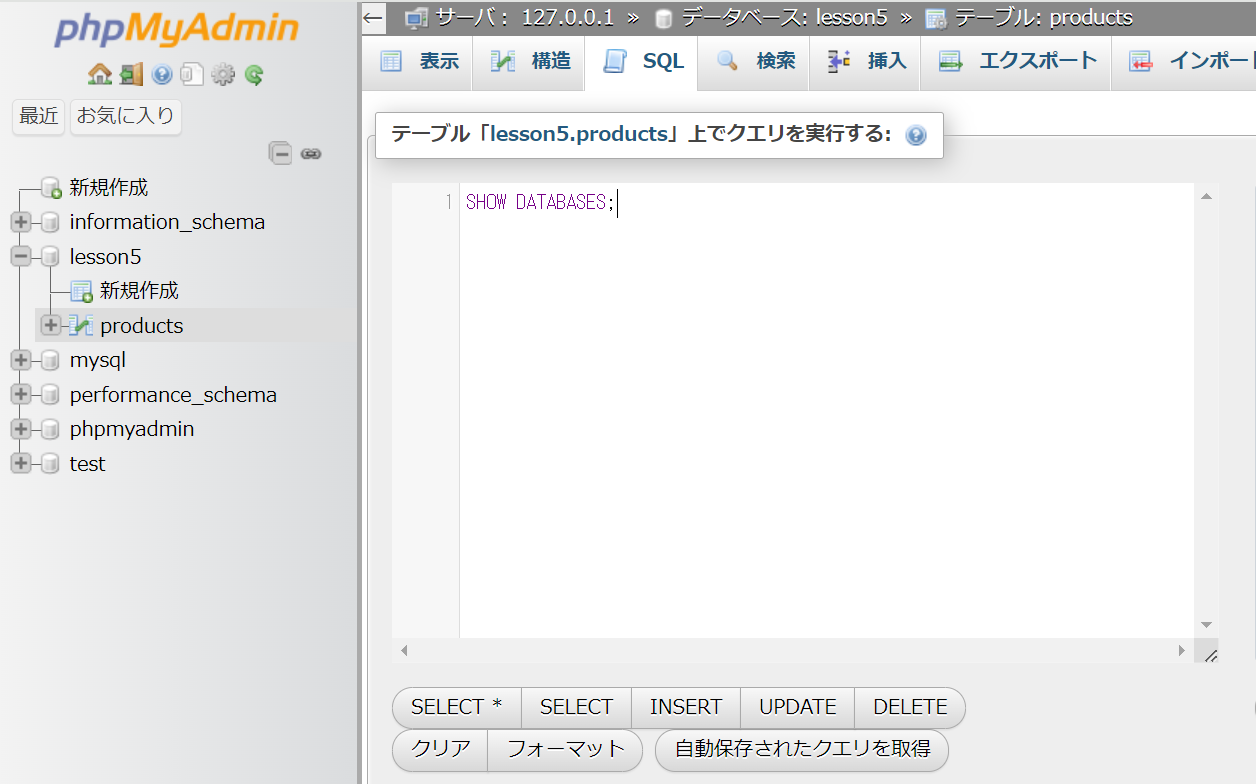 phpMyAdmin
最近 お気に入り
新規作成
information_schema
lesson5
新規作成
products
mysql
performance_schema
phpmyadmin
test
サーバ: 127.0.0.1 » データベース: lesson5 » テーブル: products
表示 構造 SQL 検索 挿入 エクスポート インポー
テーブル「lesson5.products」上でクエリを実行する:
1 SHOW DATABASES;
SELECT * SELECT INSERT UPDATE DELETE
クリア フォーマット 自動保存されたクエリを取得